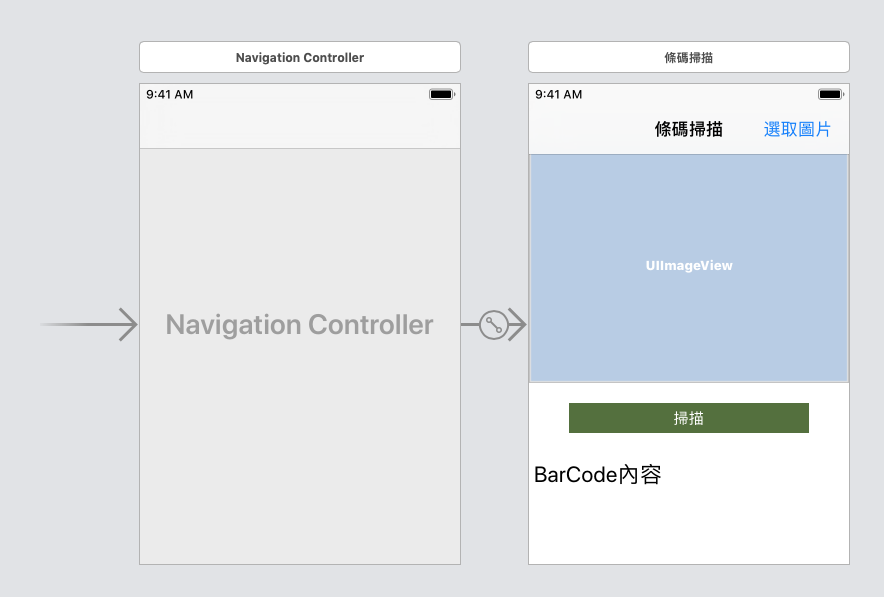 Navigation Controller
9:41 AM
Navigation Controller
條碼掃描
9:41 AM
條碼掃描
選取圖片
UIImageView
掃描
BarCode內容